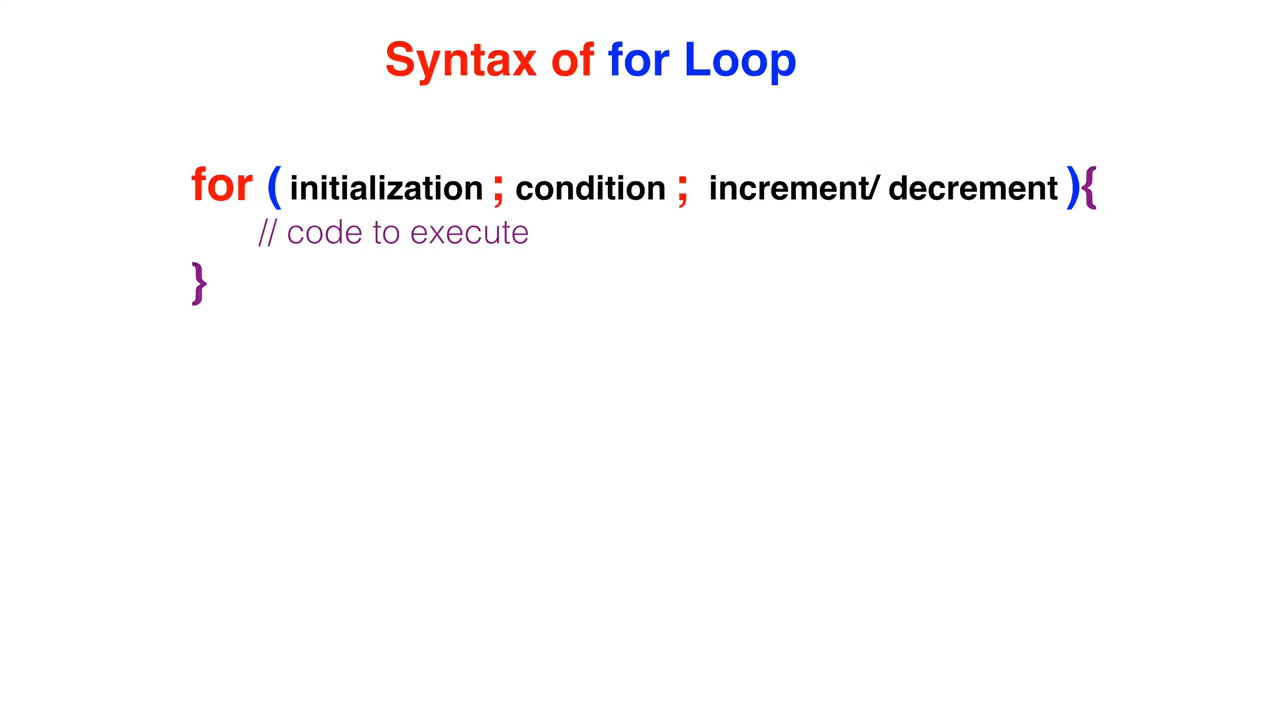 Syntax of for Loop
for ( initialization ; condition ; increment/ decrement ){
// code to execute
}